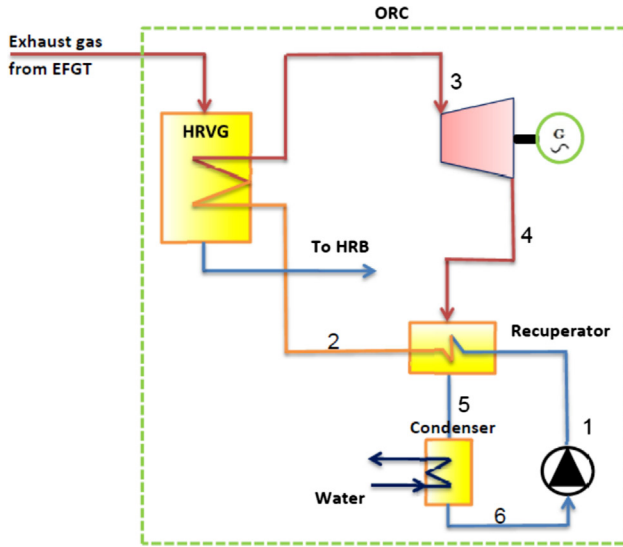 ORC
Exhaust gas
from EFGT
3
HRVG
G
4
To HRB
2
Recuperator
5
Condenser
1
Water
6